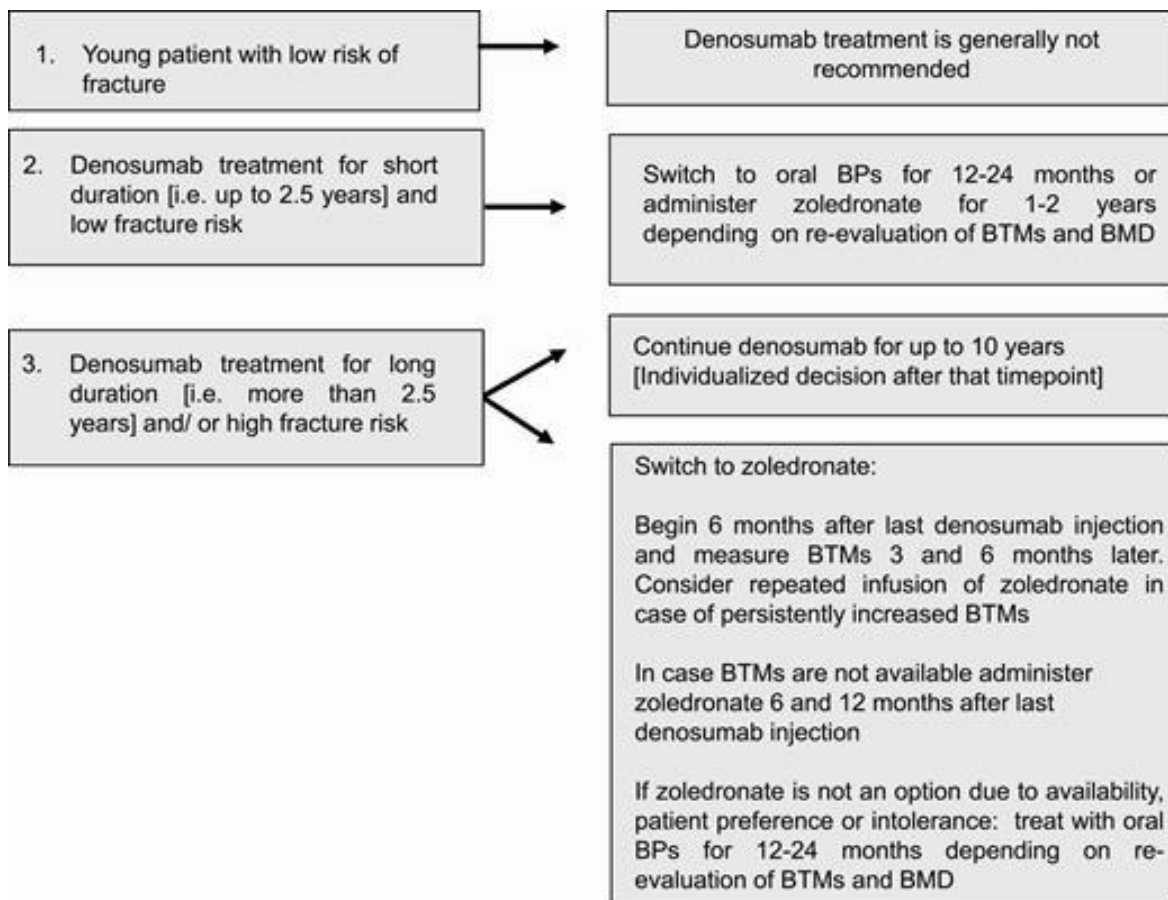 1. Young patient with low risk of
fracture
Denosumab treatment is generally not
recommended
2. Denosumab treatment for short
duration [i.e. up to 2.5 years] and
low fracture risk
Switch to oral BPs for 12-24 months or
administer zoledronate for 1-2 years
depending on re-evaluation of BTMs and BMD
3. Denosumab treatment for long
duration [i.e. more than 2.5
years] and/ or high fracture risk
Continue denosumab for up to 10 years
[Individualized decision after that timepoint]
Switch to zoledronate:
Begin 6 months after last denosumab injection
and measure BTMs 3 and 6 months later.
Consider repeated infusion of zoledronate in
case of persistently increased BTMs
In case BTMs are not available administer
zoledronate 6 and 12 months after last
denosumab injection
If zoledronate is not an option due to availability,
patient preference or intolerance: treat with oral
BPs for 12-24 months depending on re-
evaluation of BTMs and BMD